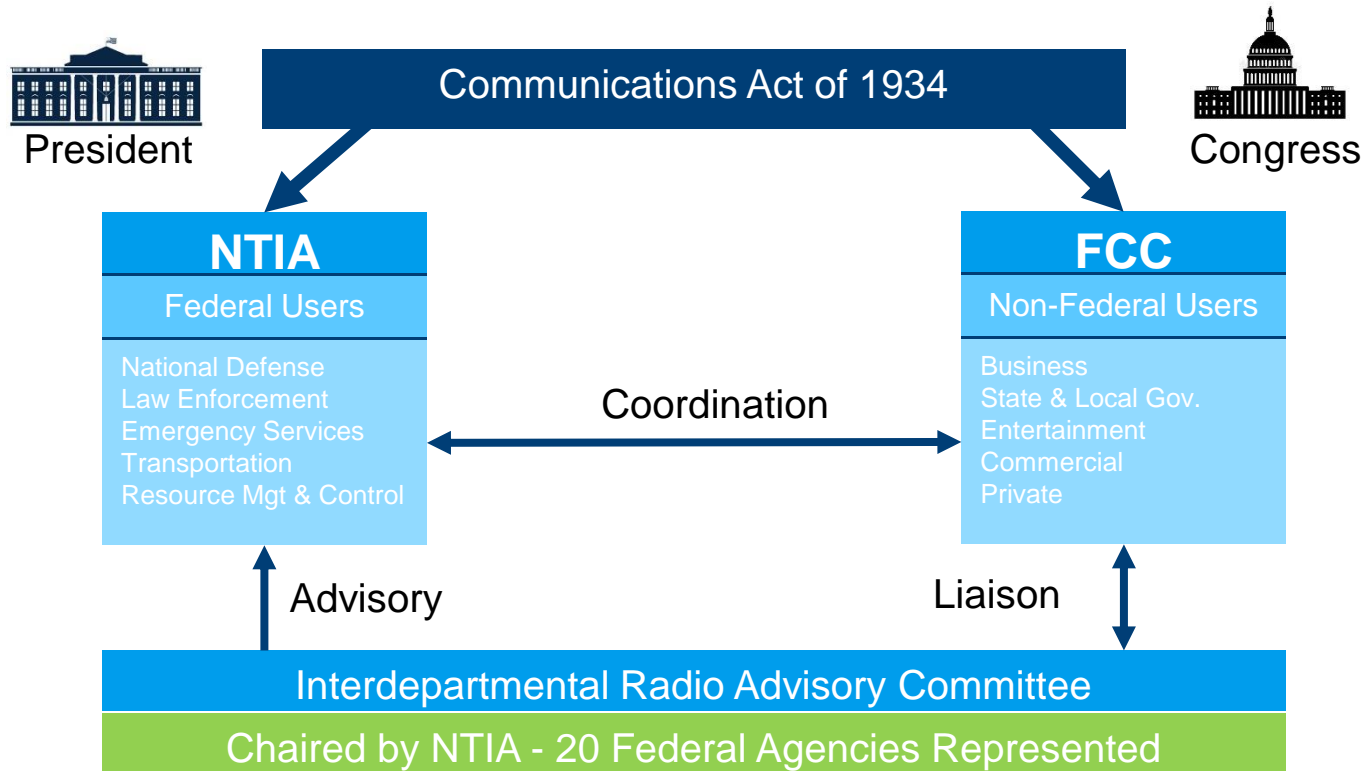 Communications Act of 1934
President
Congress
NTIA
Federal Users
National Defense
Law Enforcement
Emergency Services
Transportation
Resource Mgt & Control
Coordination
FCC
Non-Federal Users
Business
State & Local Gov.
Entertainment
Commercial
Private
Advisory
Liaison
Interdepartmental Radio Advisory Committee
Chaired by NTIA - 20 Federal Agencies Represented